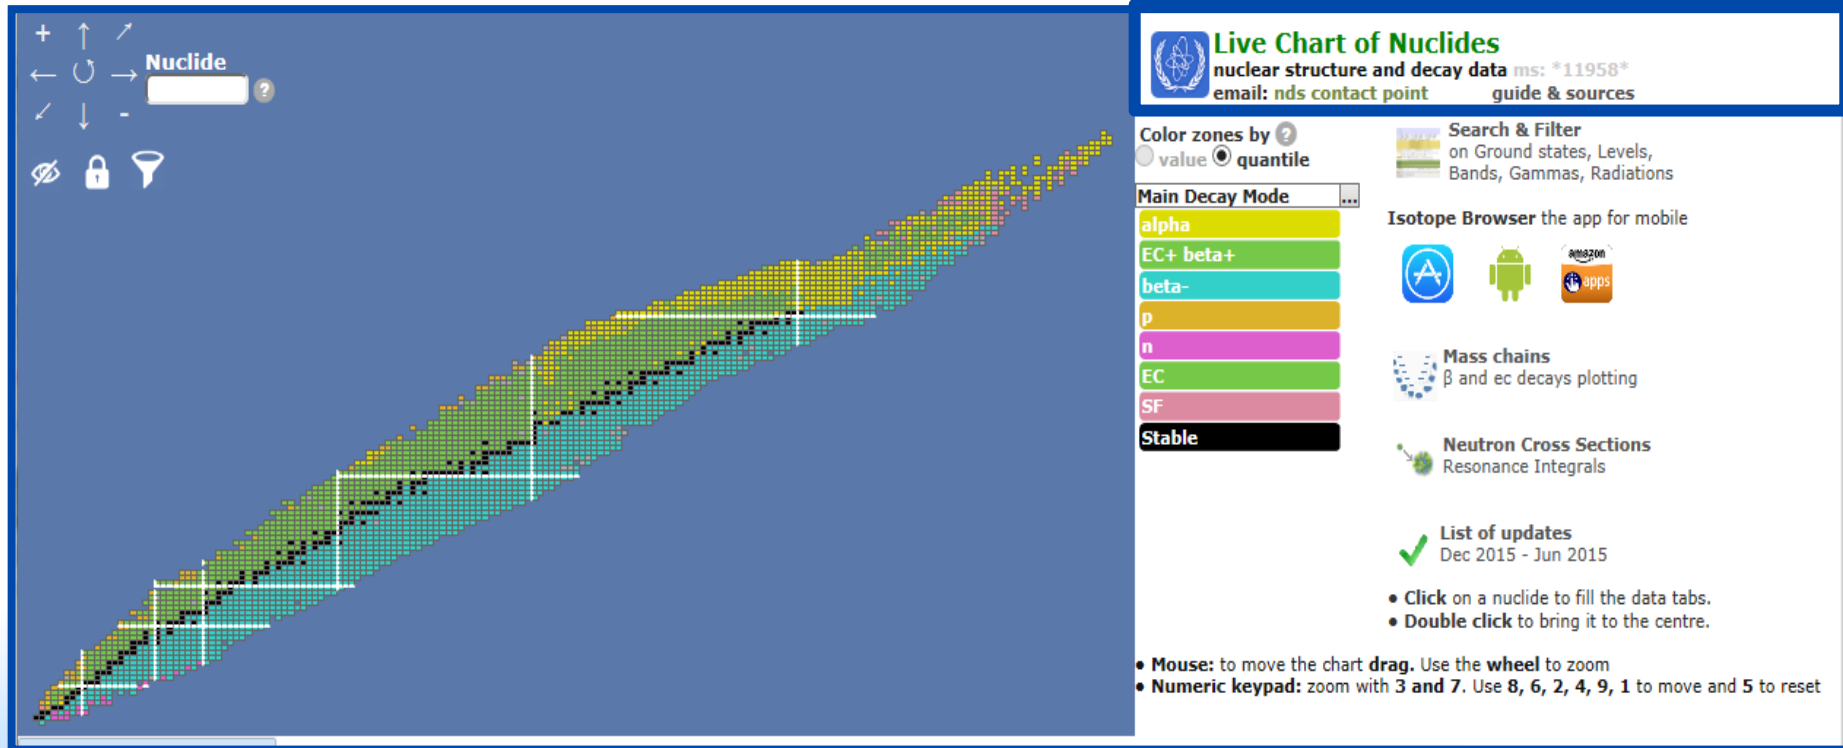 +
Nuclide
?
-
Live Chart of Nuclides
nuclear structure and decay data ms: *11958*
email: nds contact point guide & sources
Color zones by ?
value quantile
Main Decay Mode ...
alpha
EC+ beta+
beta-
p
n
EC
SF
Stable
Search & Filter
on Ground states, Levels,
Bands, Gammas, Radiations
Isotope Browser the app for mobile
amazon
apps
Mass chains
β and ec decays plotting
Neutron Cross Sections
Resonance Integrals
List of updates
Dec 2015 - Jun 2015
• Click on a nuclide to fill the data tabs.
• Double click to bring it to the centre.
• Mouse: to move the chart drag. Use the wheel to zoom
• Numeric keypad: zoom with 3 and 7. Use 8, 6, 2, 4, 9, 1 to move and 5 to reset